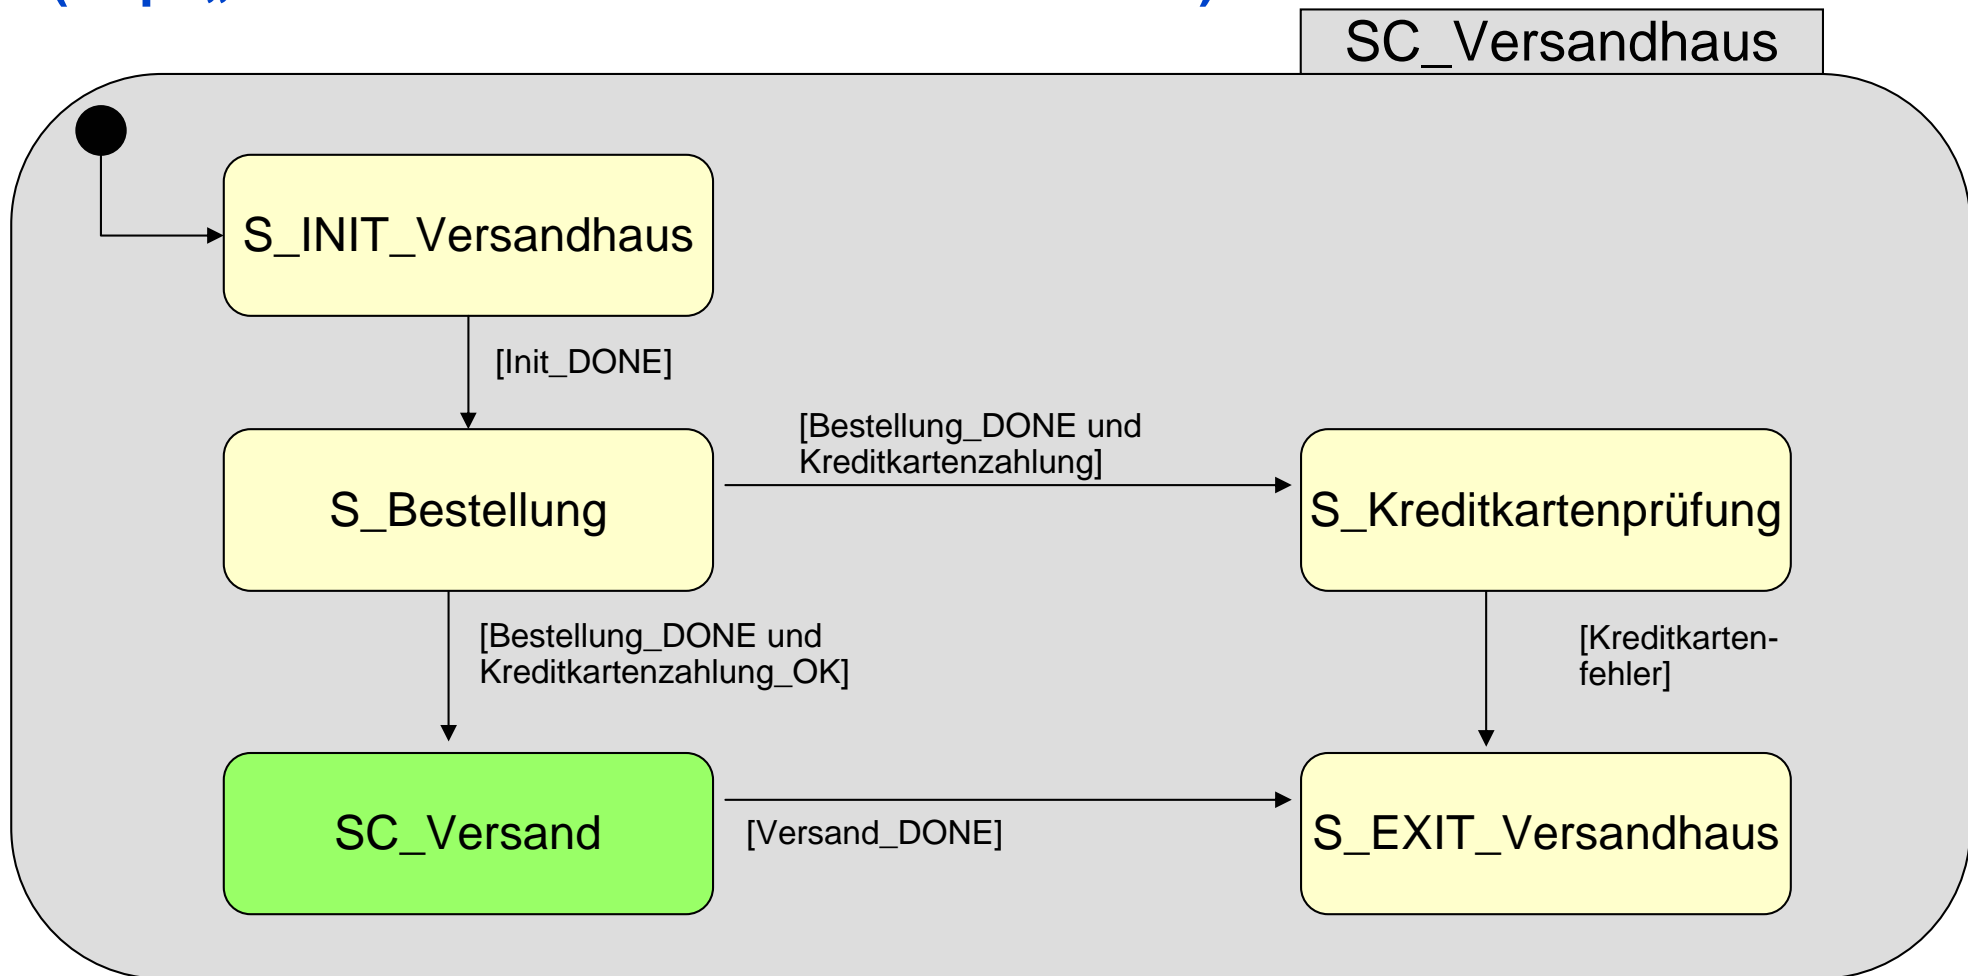 SC_Versandhaus
S_INIT_Versandhaus
[Init_DONE]
[Bestellung_DONE und
Kreditkartenzahlung]
S_Bestellung
S_Kreditkartenprüfung
[Bestellung_DONE und
Kreditkartenzahlung_OK]
[Kreditkarten-
fehler]
SC_Versand
[Versand_DONE]
S_EXIT_Versandhaus